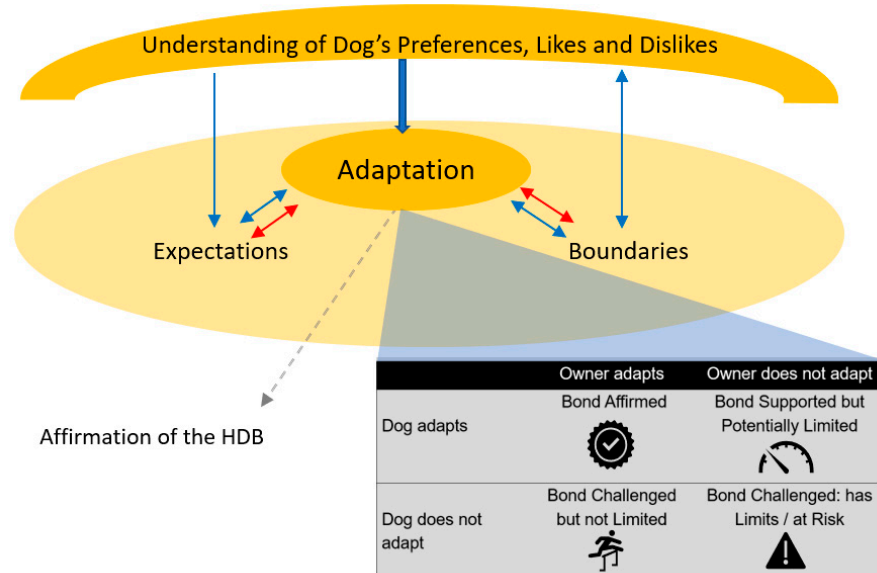 Understanding of Dog's Preferences, Likes and Dislikes
Adaptation
Expectations
Boundaries
Affirmation of the HDB
Owner adapts
Owner does not adapt
Dog adapts
Bond Affirmed
Bond Supported but
Potentially Limited
Dog does not
adapt
Bond Challenged
but not Limited
Bond Challenged: has
Limits / at Risk